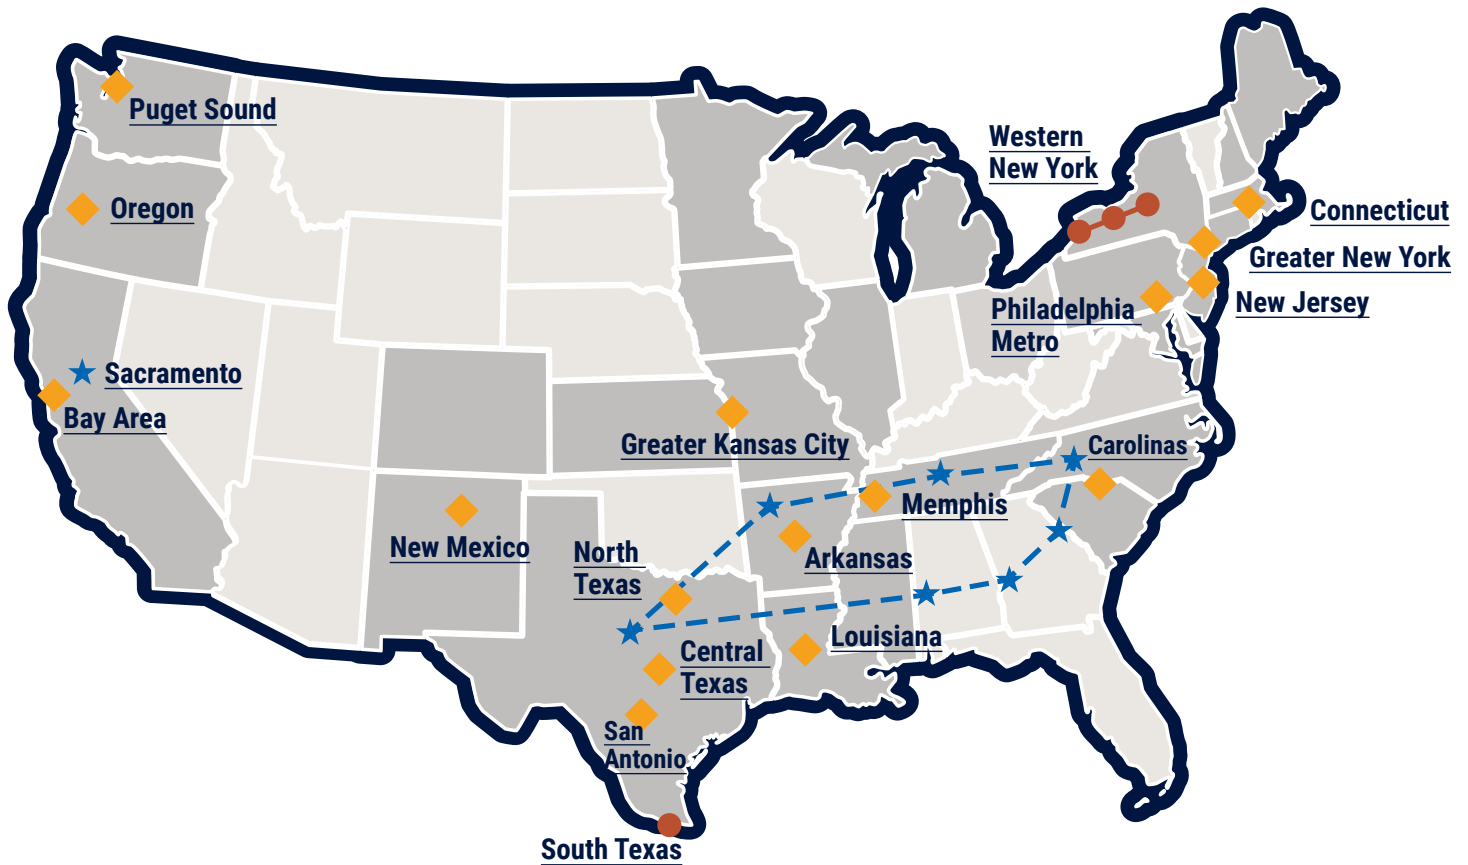 Puget Sound
Western
New York
Oregon
Connecticut
Greater New York
New Jersey
Philadelphia
Metro
Sacramento
Bay Area
Greater Kansas City
Carolinas
Memphis
New Mexico
North
Texas
Arkansas
Louisiana
Central
Texas
San
Antonio
South Texas